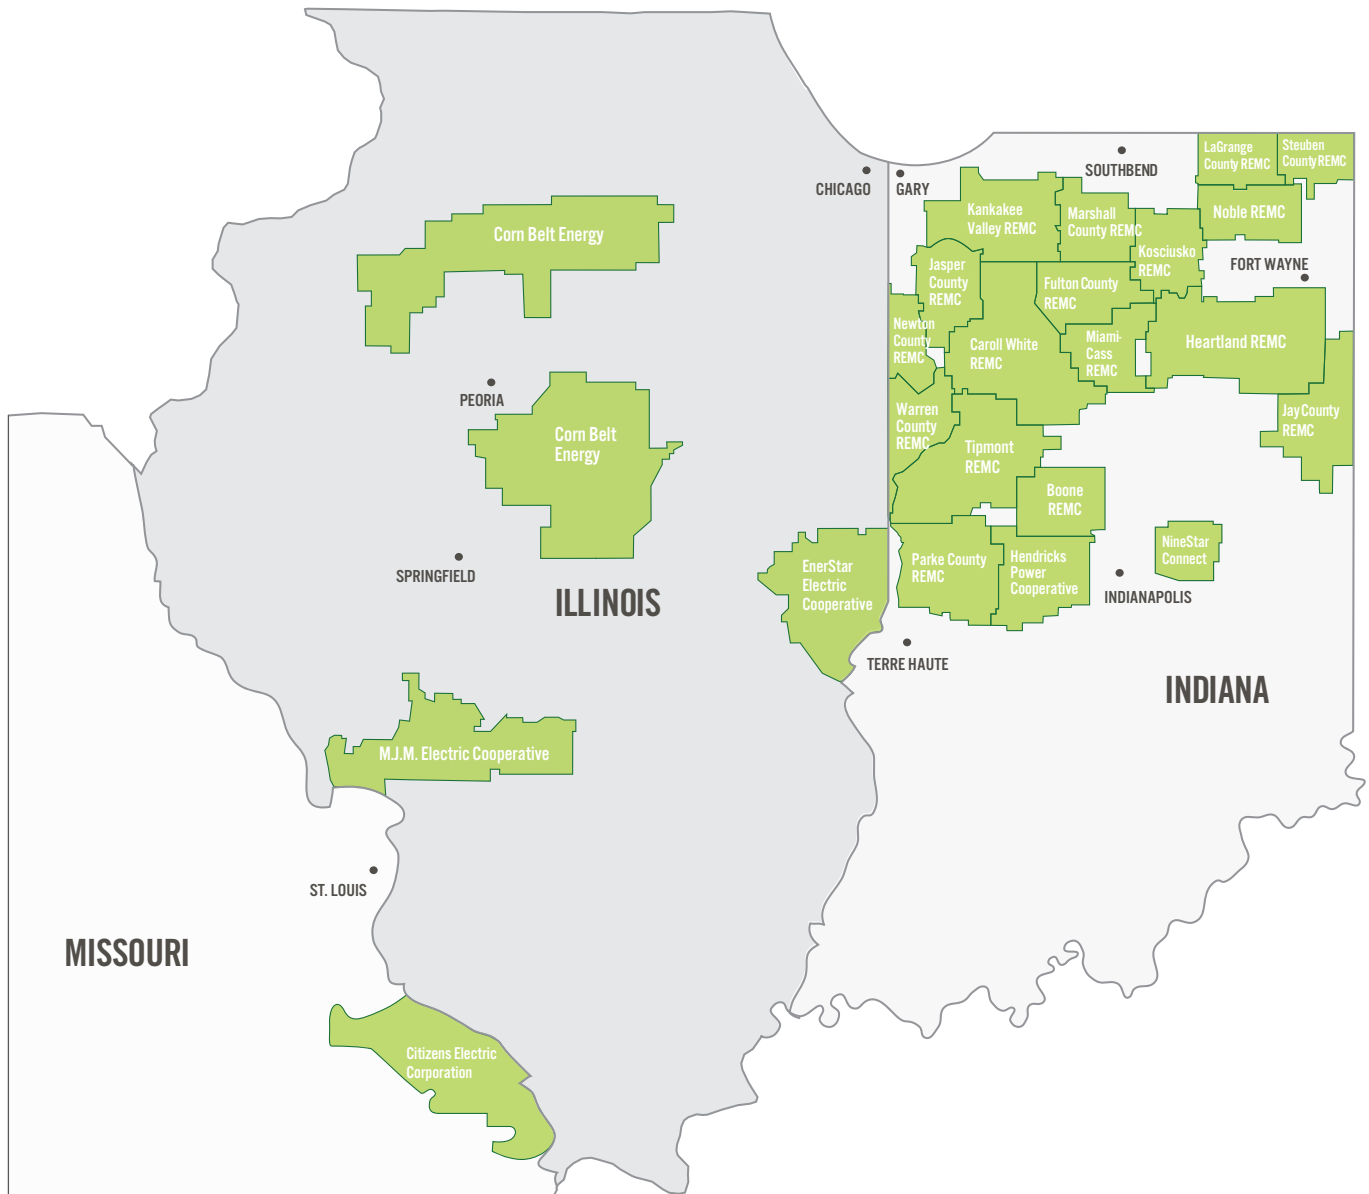 CHICAGO
GARY
SOUTHBEND
LaGrange
County REMC
Steuben
County REMC
Noble REMC
Kankakee
Valley REMC
Marshall
County REMC
Kosciusko
REMC
FORT WAYNE
Corn Belt Energy
Jasper
County
REMC
Fulton County
REMC
Newton
County
REMC
Caroll White
REMC
Miami-
Cass
REMC
Heartland REMC
PEORIA
Corn Belt
Energy
Warren
County
REMC
Tipmont
REMC
Jay County
REMC
Boone
REMC
SPRINGFIELD
ILLINOIS
EnerStar
Electric
Cooperative
Parke County
REMC
Hendricks
Power
Cooperative
NineStar
Connect
INDIANAPOLIS
TERRE HAUTE
INDIANA
M.J.M. Electric Cooperative
ST. LOUIS
MISSOURI
Citizens Electric
Corporation